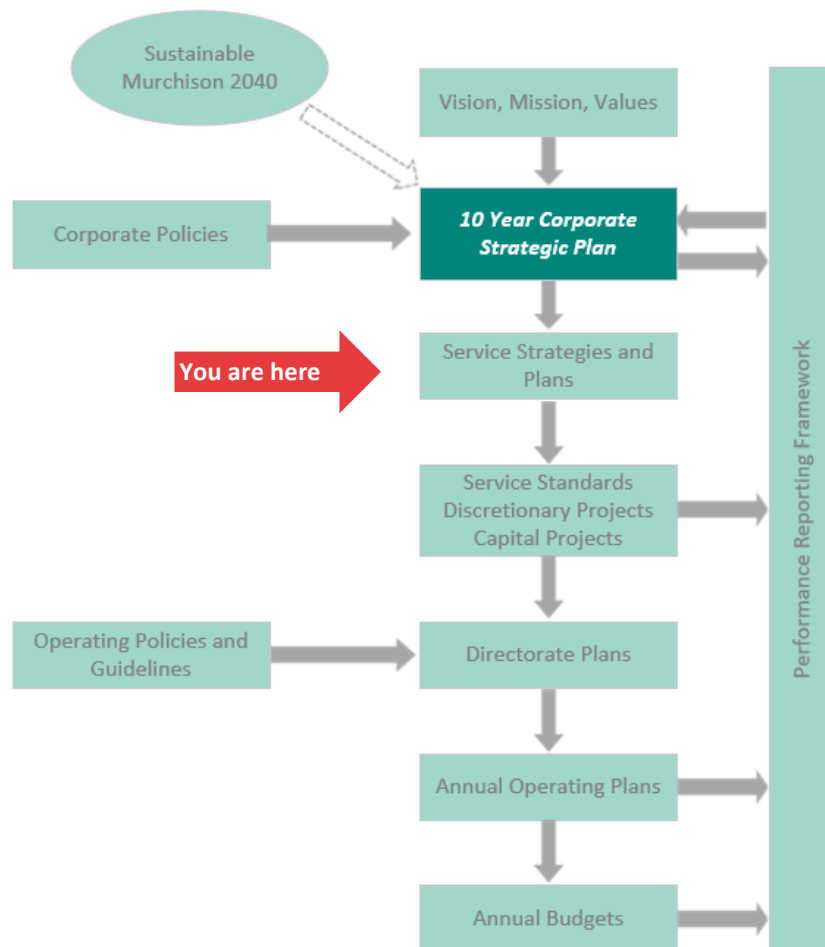 Sustainable
Murchison 2040
Vision, Mission, Values
10 Year Corporate
Strategic Plan
Corporate Policies
You are here
Service Strategies and
Plans
Service Standards
Discretionary Projects
Capital Projects
Operating Policies and
Guidelines
Directorate Plans
Annual Operating Plans
Annual Budgets
Performance Reporting Framework